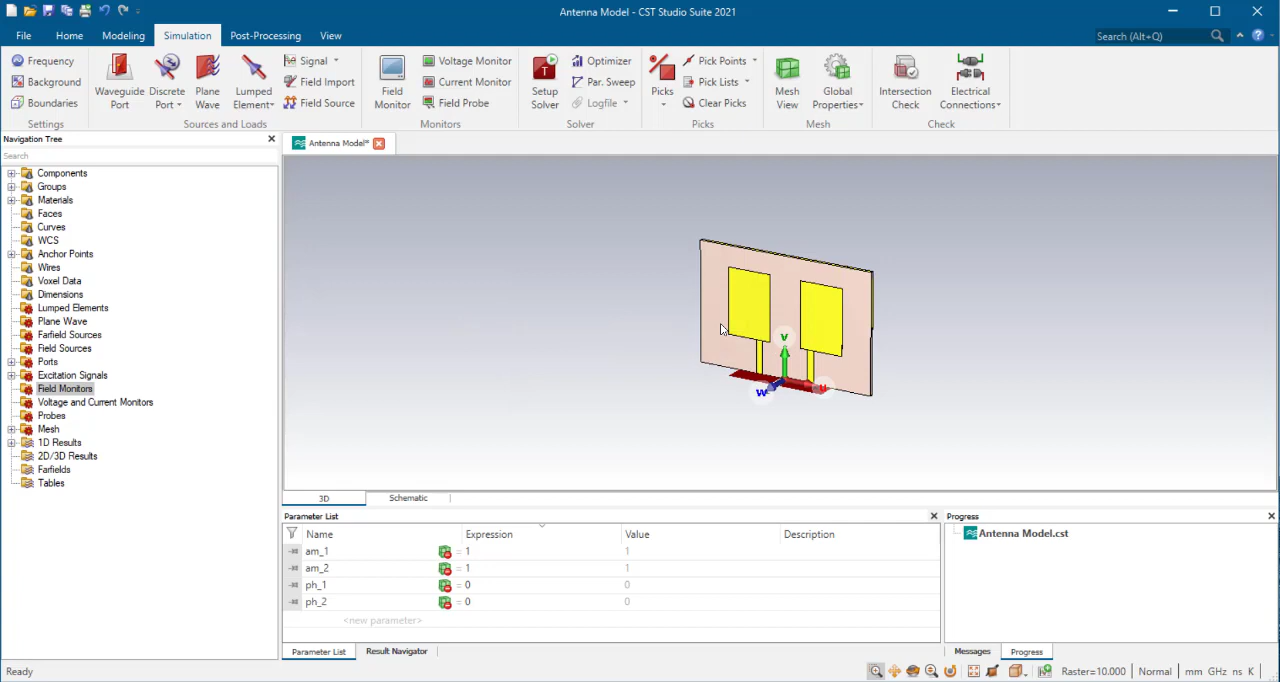 Antenna Model - CST Studio Suite 2021
File Home Modeling Simulation Post-Processing View Search (Alt+Q)
Frequency
Background
Boundaries
Settings
Waveguide Port
Discrete Port
Plane Wave
Lumped Element
Signal
Field Import
Field Source
Sources and Loads
Field Monitor
Voltage Monitor
Current Monitor
Field Probe
Monitors
Setup Solver
Optimizer
Par. Sweep
Logfile
Solver
Picks
Pick Points
Pick Lists
Clear Picks
Picks
Mesh View
Global Properties
Mesh
Intersection Check
Electrical Connections
Check
Navigation Tree
Search
Components
Groups
Materials
Faces
Curves
WCS
Anchor Points
Wires
Voxel Data
Dimensions
Lumped Elements
Plane Wave
Farfield Sources
Field Sources
Ports
Excitation Signals
Field Monitors
Voltage and Current Monitors
Probes
Mesh
1D Results
2D/3D Results
Farfields
Tables
Antenna Model*
v
u
w
3D Schematic
Parameter List
Name Expression Value Description
am_1 = 1 1
am_2 = 1 1
ph_1 = 0 0
ph_2 = 0 0
<new parameter>
Parameter List Result Navigator
Progress
Antenna Model.cst
Messages Progress
Ready
Raster=10.000 Normal mm GHz ns K